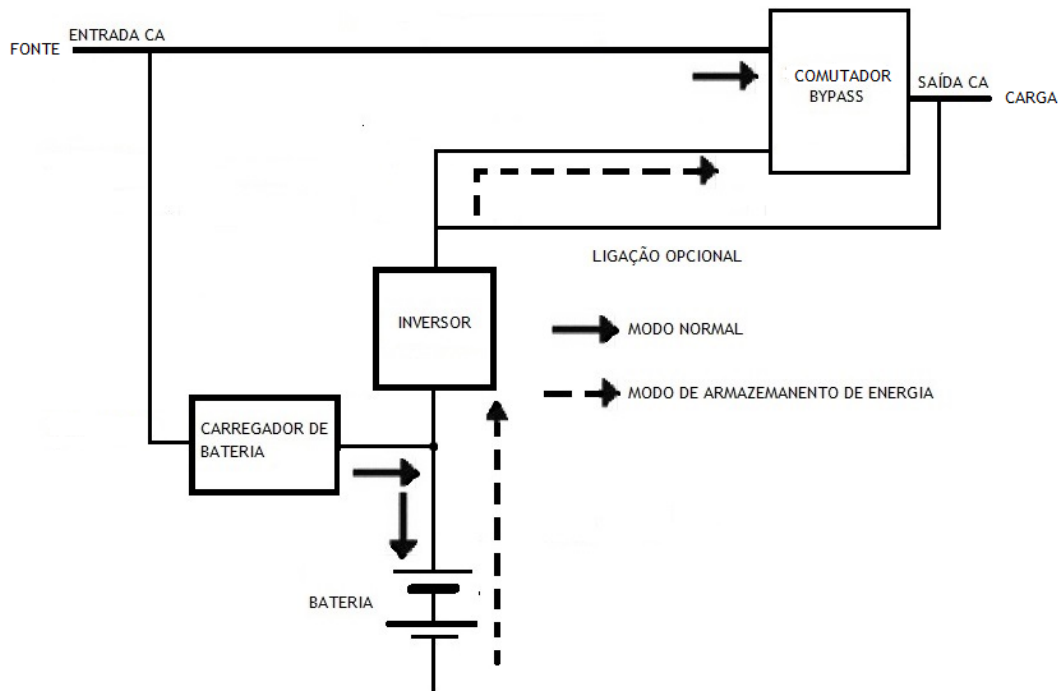 FONTE
ENTRADA CA
COMUTADOR
BYPASS
SAÍDA CA
CARGA
LIGAÇÃO OPCIONAL
INVERSOR
MODO NORMAL
MODO DE ARMAZEMANENTO DE ENERGIA
CARREGADOR DE
BATERIA
BATERIA